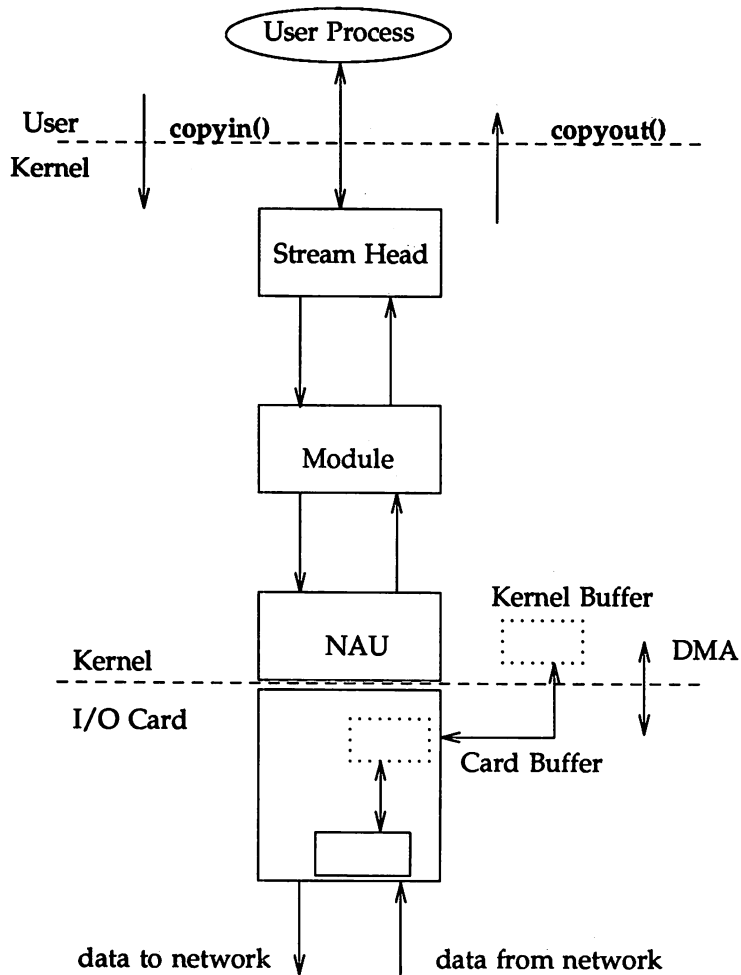 User Process
User
copyin()
copyout()
Kernel
Stream Head
Module
Kernel Buffer
NAU
Kernel
DMA
I/O Card
Card Buffer
data to network
data from network